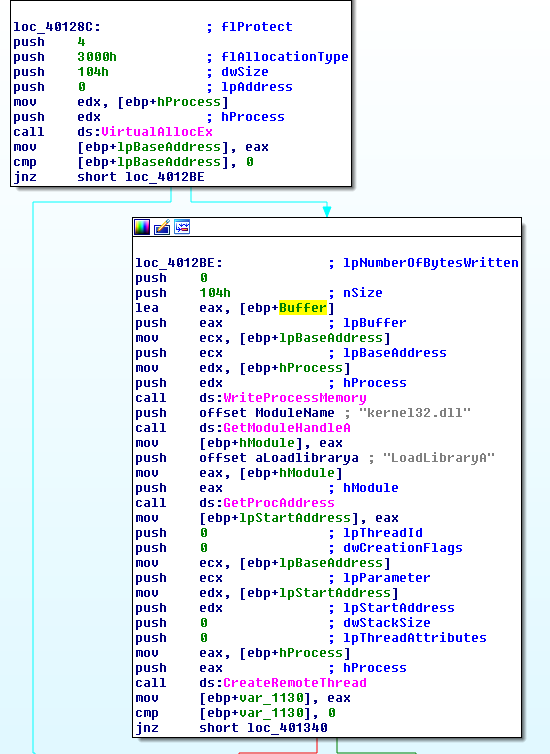 loc_40128C: ; flProtect
push 4
push 3000h ; flAllocationType
push 104h ; dwSize
push 0 ; lpAddress
mov edx, [ebp+hProcess]
push edx ; hProcess
call ds:VirtualAllocEx
mov [ebp+lpBaseAddress], eax
cmp [ebp+lpBaseAddress], 0
jnz short loc_4012BE
loc_4012BE: ; lpNumberOfBytesWritten
push 0
push 104h ; nSize
lea eax, [ebp+Buffer]
push eax ; lpBuffer
mov ecx, [ebp+lpBaseAddress]
push ecx ; lpBaseAddress
mov edx, [ebp+hProcess]
push edx ; hProcess
call ds:WriteProcessMemory
push offset ModuleName ; "kernel32.dll"
call ds:GetModuleHandleA
mov [ebp+hModule], eax
push offset aLoadlibrarya ; "LoadLibraryA"
mov eax, [ebp+hModule]
push eax ; hModule
call ds:GetProcAddress
mov [ebp+lpStartAddress], eax
push 0 ; lpThreadId
push 0 ; dwCreationFlags
mov ecx, [ebp+lpBaseAddress]
push ecx ; lpParameter
mov edx, [ebp+lpStartAddress]
push edx ; lpStartAddress
push 0 ; dwStackSize
push 0 ; lpThreadAttributes
mov eax, [ebp+hProcess]
push eax ; hProcess
call ds:CreateRemoteThread
mov [ebp+var_1130], eax
cmp [ebp+var_1130], 0
jnz short loc_401340